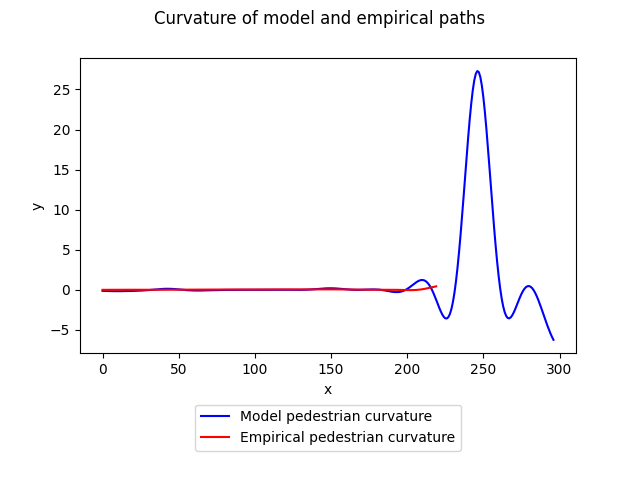 Curvature of model and empirical paths
25
20
15
10
5
0
−5
y
0 50 100 150 200 250 300
x
Model pedestrian curvature
Empirical pedestrian curvature